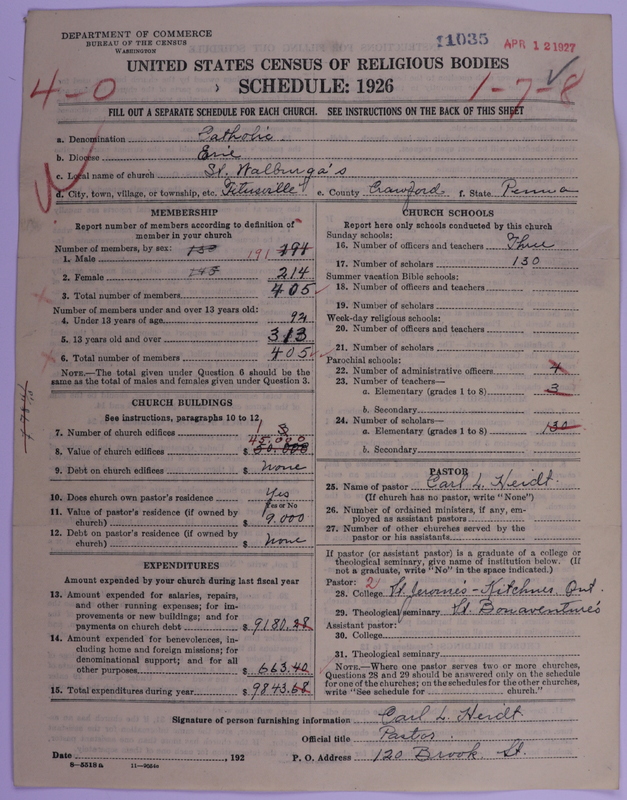 DEPARTMENT OF COMMERCE
BUREAU OF THE CENSUS
WASHINGTON
11035 APR 12 1927
UNITED STATES CENSUS OF RELIGIOUS BODIES
SCHEDULE: 1926
4-0
1-7-8
FILL OUT A SEPARATE SCHEDULE FOR EACH CHURCH. SEE INSTRUCTIONS ON THE BACK OF THIS SHEET
a. Denomination Catholic
b. Diocese Erie
c. Local name of church St. Walburga's
d. City, town, village, or township, etc. Titusville e. County Crawford f. State Penna
MEMBERSHIP
Report number of members according to definition of member in your church
Number of members, by sex:
1. Male 191 191
2. Female 143 214
3. Total number of members 405
Number of members under and over 13 years old:
4. Under 13 years of age 92
5. 13 years old and over 313
6. Total number of members 405
NOTE.—The total given under Question 6 should be the same as the total of males and females given under Question 3.
CHURCH BUILDINGS
See instructions, paragraphs 10 to 12
7. Number of church edifices 1 3
8. Value of church edifices $ 45,000 50.000
9. Debt on church edifices $ None
10. Does church own pastor's residence Yes
Yes or No
11. Value of pastor's residence (if owned by church) $ 9.000
12. Debt on pastor's residence (if owned by church) $ None
EXPENDITURES
Amount expended by your church during last fiscal year
13. Amount expended for salaries, repairs, and other running expenses; for improvements or new buildings; and for payments on church debt $ 9180.28
14. Amount expended for benevolences, including home and foreign missions; for denominational support; and for all other purposes $ 663.40
15. Total expenditures during year $ 9843.68
CHURCH SCHOOLS
Report here only schools conducted by this church
Sunday schools:
16. Number of officers and teachers Three
17. Number of scholars 130
Summer vacation Bible schools:
18. Number of officers and teachers
19. Number of scholars
Week-day religious schools:
20. Number of officers and teachers
21. Number of scholars
Parochial schools:
22. Number of administrative officers 4
23. Number of teachers—
a. Elementary (grades 1 to 8) 3
b. Secondary
24. Number of scholars—
a. Elementary (grades 1 to 8) 130
b. Secondary
PASTOR
25. Name of pastor Carl L. Heidt.
(If church has no pastor, write "None")
26. Number of ordained ministers, if any, employed as assistant pastors
27. Number of other churches served by the pastor or his assistants
If pastor (or assistant pastor) is a graduate of a college or theological seminary, give name of institution below. (If not a graduate, write "No" in the space indicated.)
Pastor: 2
28. College St Jerome's - Kitchner Ont.
29. Theological seminary St. Bonaventure's
Assistant pastor:
30. College
31. Theological seminary
NOTE.—Where one pastor serves two or more churches, Questions 28 and 29 should be answered only on the schedule for one of the churches; on the schedules for the other churches, write "See schedule for church."
Signature of person furnishing information Carl L. Heidt
Official title Pastor.
Date , 192 P. O. Address 120 Brook St.
8—5518 a 11—9624a